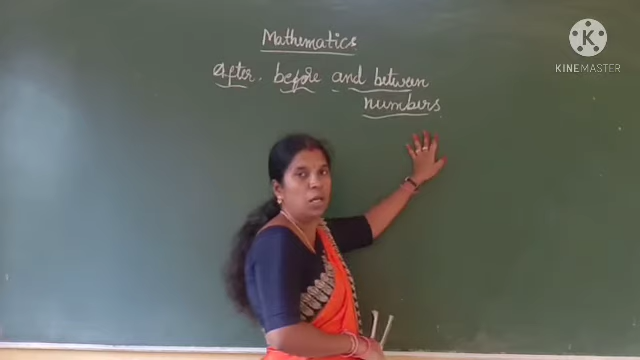 Mathematics
After, before and between
numbers
K
KINEMASTER